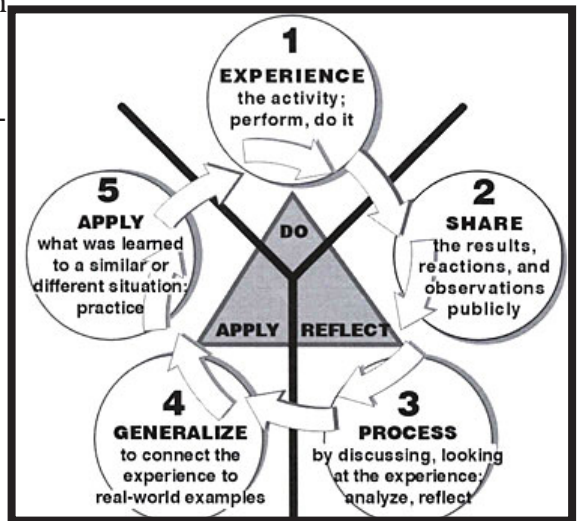 1
EXPERIENCE
the activity;
perform, do it
2
SHARE
the results,
reactions, and
observations
publicly
3
PROCESS
by discussing, looking
at the experience;
analyze, reflect
4
GENERALIZE
to connect the
experience to
real-world examples
5
APPLY
what was learned
to a similar or
different situation;
practice
DO
APPLY
REFLECT